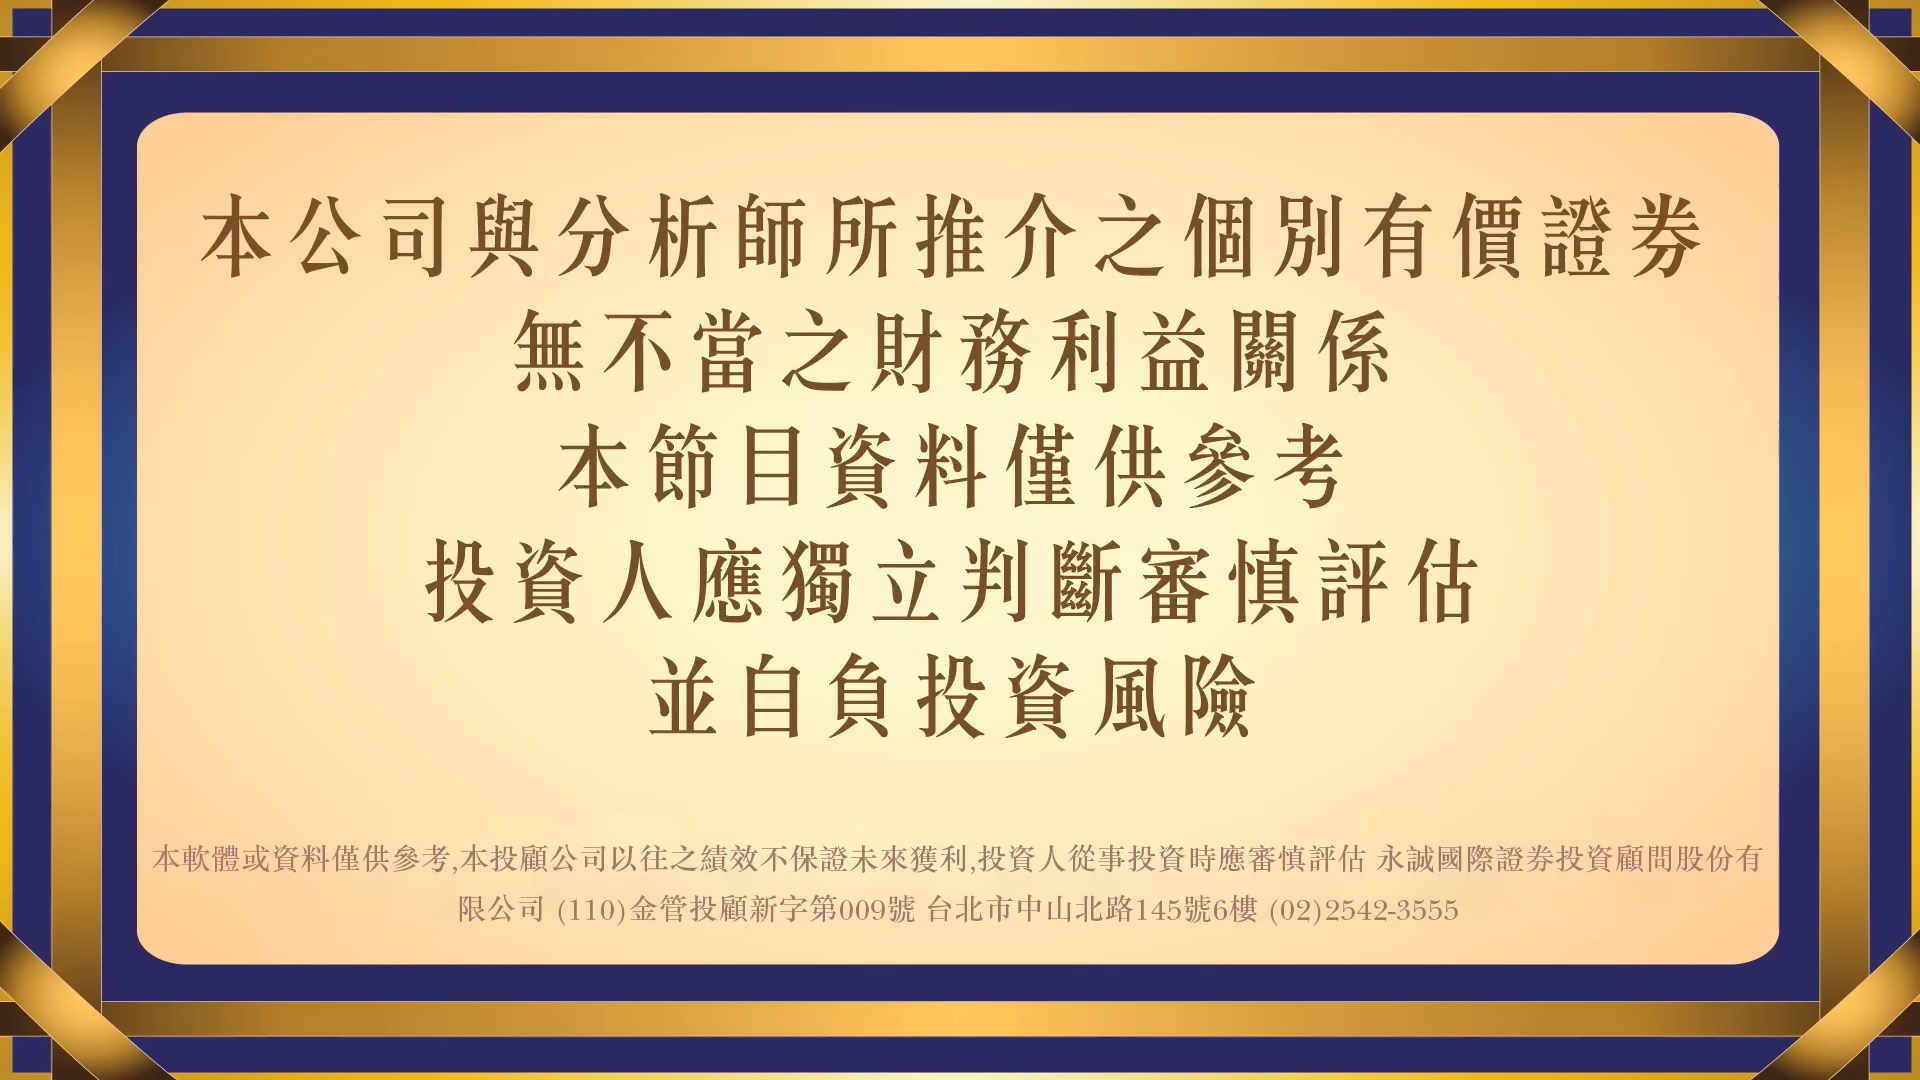 本公司與分析師所推介之個別有價證券
無不當之財務利益關係
本節目資料僅供參考
投資人應獨立判斷審慎評估
並自負投資風險
本軟體或資料僅供參考,本投顧公司以往之績效不保證未來獲利,投資人從事投資時應審慎評估 永誠國際證券投資顧問股份有
限公司 (110)金管投顧新字第009號 台北市中山北路145號6樓 (02)2542-3555